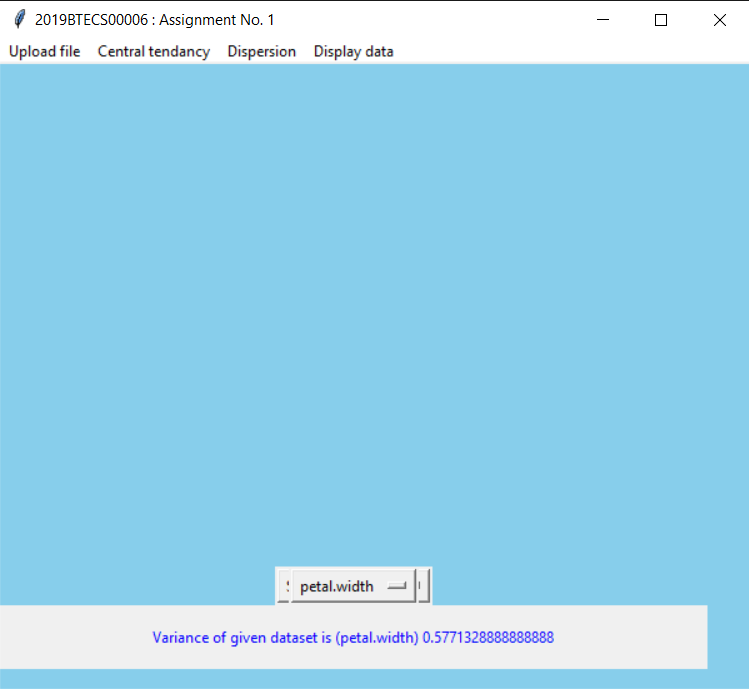 2019BTECS00006 : Assignment No. 1
Upload file Central tendancy Dispersion Display data
petal.width
Variance of given dataset is (petal.width) 0.5771328888888888